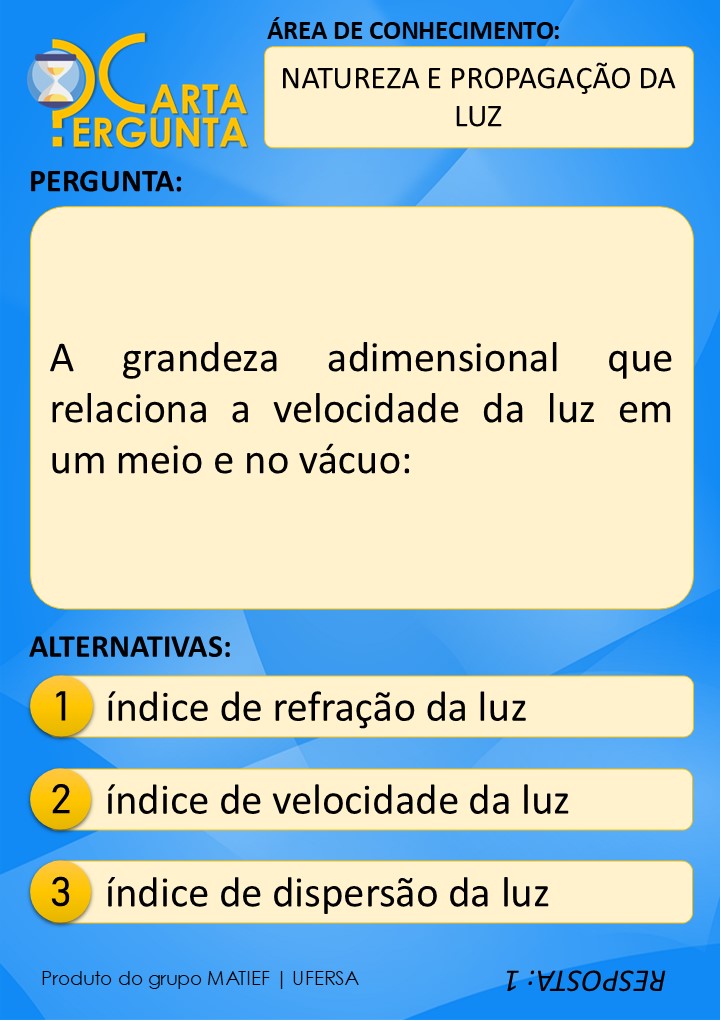 ÁREA DE CONHECIMENTO:
CARTA
PERGUNTA
NATUREZA E PROPAGAÇÃO DA
LUZ
PERGUNTA:
A grandeza adimensional que
relaciona a velocidade da luz em
um meio e no vácuo:
ALTERNATIVAS:
1 índice de refração da luz
2 índice de velocidade da luz
3 índice de dispersão da luz
Produto do grupo MATIEF | UFERSA
RESPOSTA: 1